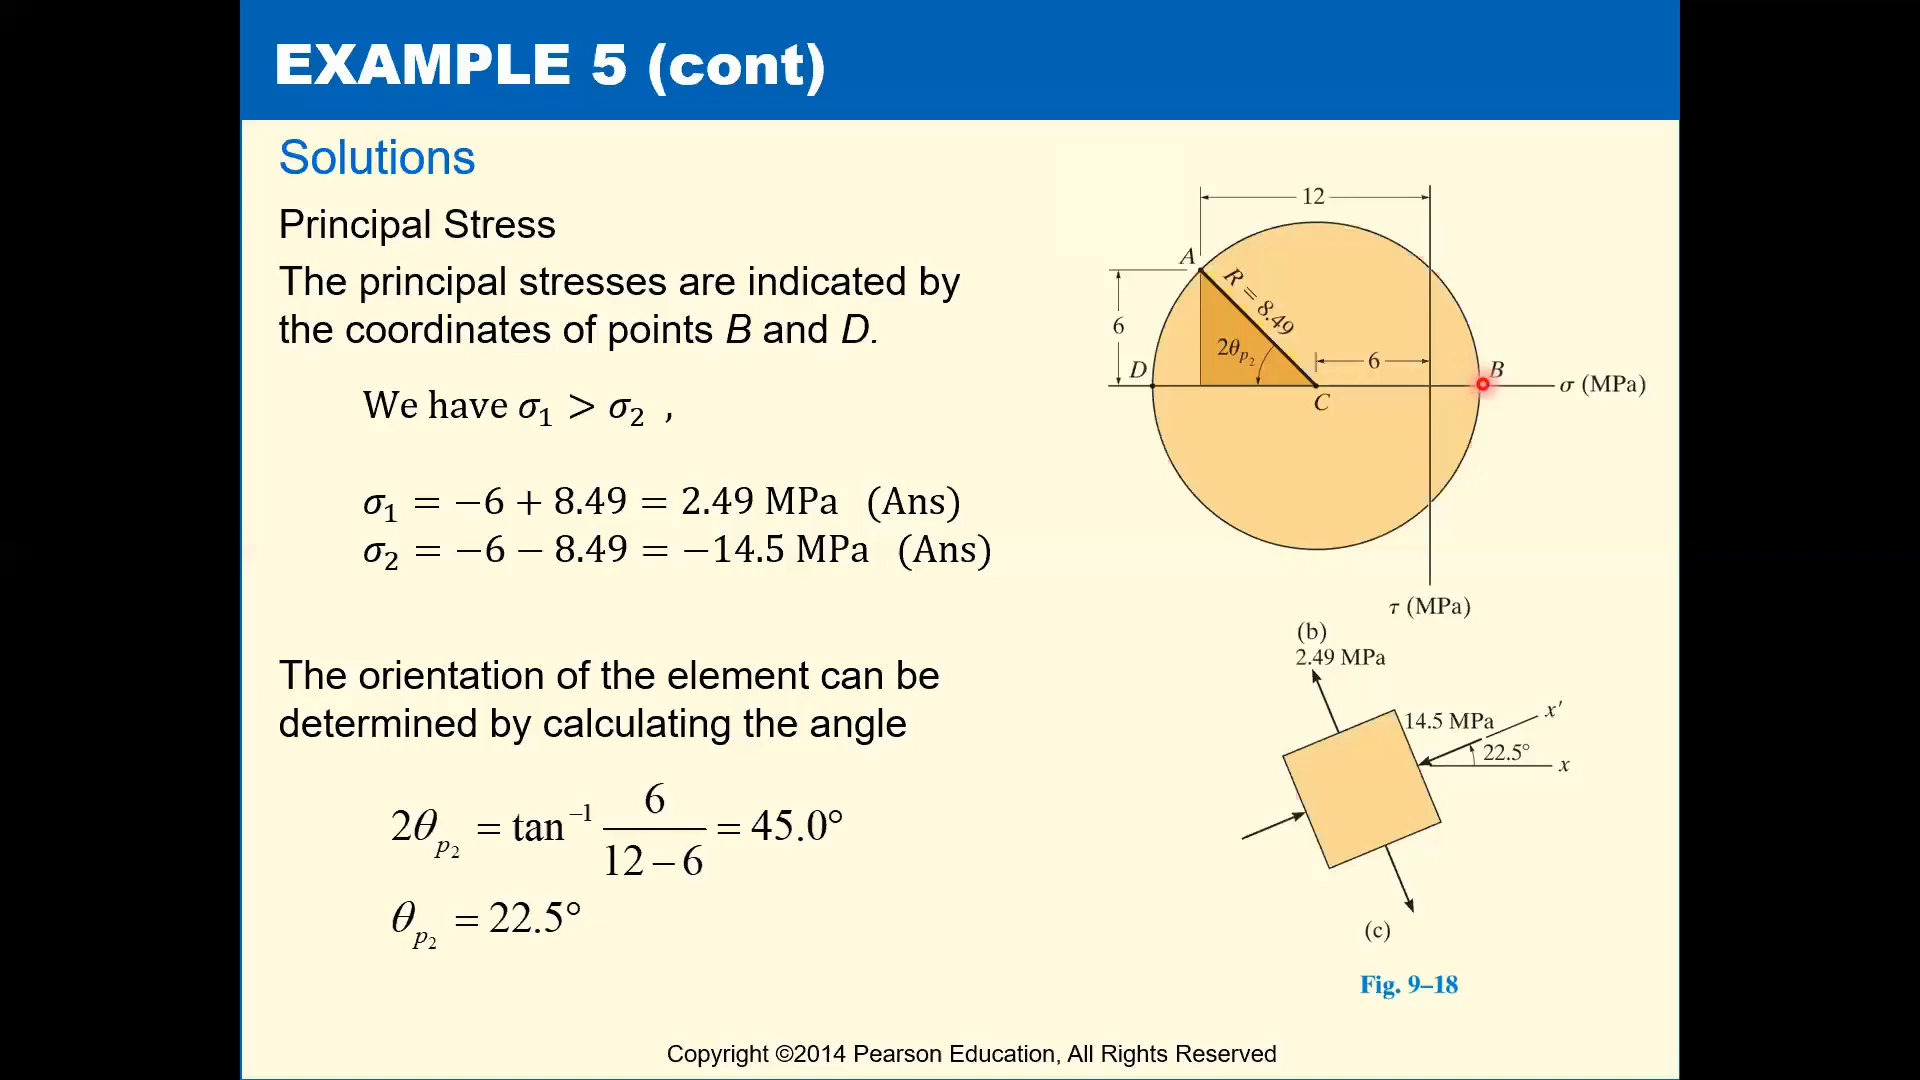 EXAMPLE 5 (cont)
Solutions
Principal Stress
The principal stresses are indicated by
the coordinates of points B and D.
We have σ₁ > σ₂ ,
σ₁ = −6 + 8.49 = 2.49 MPa (Ans)
σ₂ = −6 − 8.49 = −14.5 MPa (Ans)
The orientation of the element can be
determined by calculating the angle
2θ_p₂ = tan⁻¹ 6 / (12 − 6) = 45.0°
θ_p₂ = 22.5°
12
A
R = 8.49
6
2θ_p₂
6
D
B
σ (MPa)
C
τ (MPa)
(b)
2.49 MPa
x′
14.5 MPa
22.5°
x
(c)
Fig. 9–18
Copyright ©2014 Pearson Education, All Rights Reserved